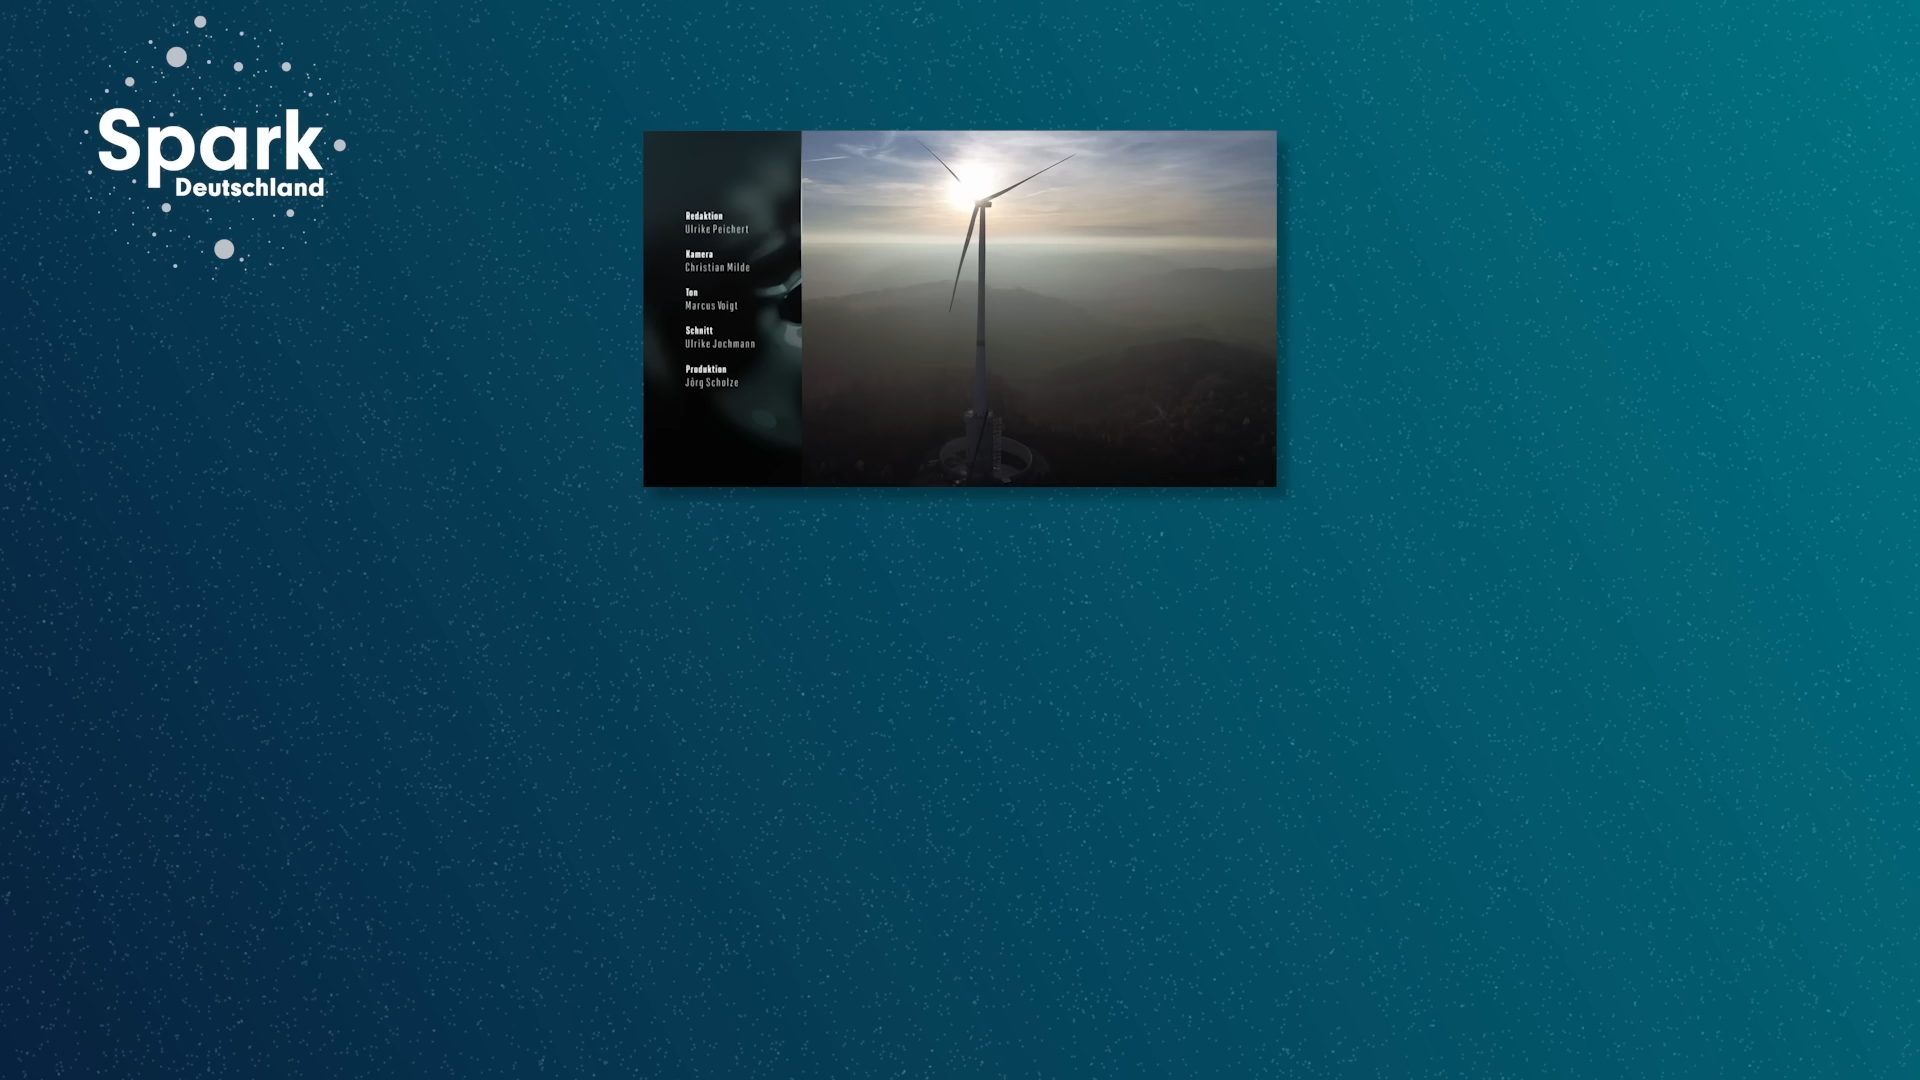 Spark
Deutschland
Redaktion
Ulrike Peichert
Kamera
Christian Milde
Ton
Marcus Voigt
Schnitt
Ulrike Jochmann
Produktion
Jörg Scholze